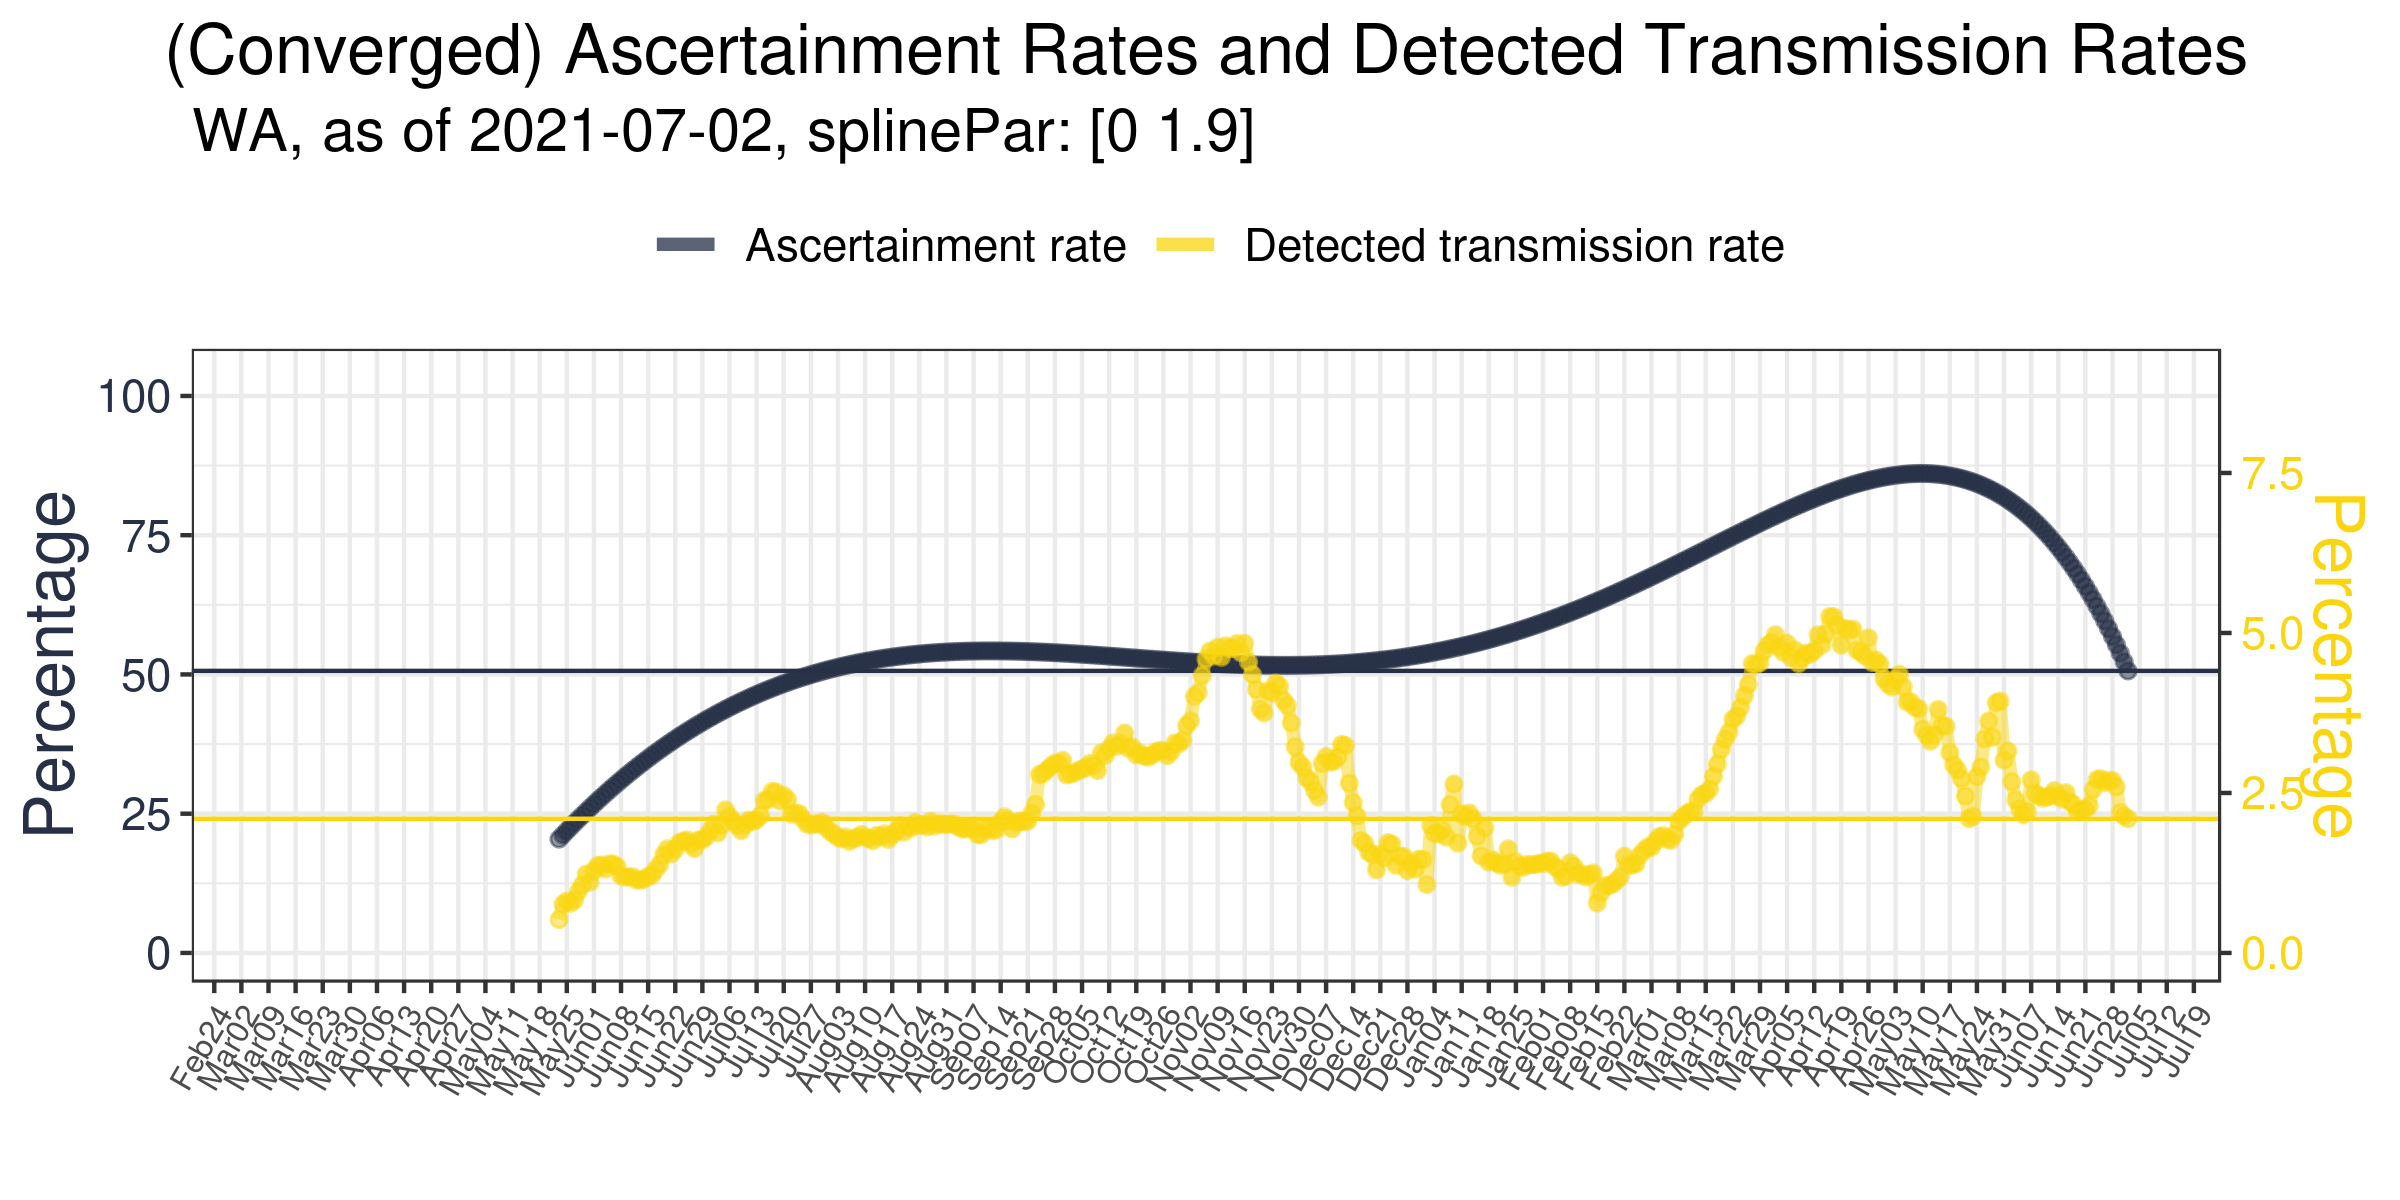 (Converged) Ascertainment Rates and Detected Transmission Rates
WA, as of 2021-07-02, splinePar: [0 1.9]
Ascertainment rate
Detected transmission rate
Percentage
100
75
50
25
0
7.5
5.0
2.5
0.0
Percentage
Feb24
Mar02
Mar09
Mar16
Mar23
Mar30
Apr06
Apr13
Apr20
Apr27
May04
May11
May18
May25
Jun01
Jun08
Jun15
Jun22
Jun29
Jul06
Jul13
Jul20
Jul27
Aug03
Aug10
Aug17
Aug24
Aug31
Sep07
Sep14
Sep21
Sep28
Oct05
Oct12
Oct19
Oct26
Nov02
Nov09
Nov16
Nov23
Nov30
Dec07
Dec14
Dec21
Dec28
Jan04
Jan11
Jan18
Jan25
Feb01
Feb08
Feb15
Feb22
Mar01
Mar08
Mar15
Mar22
Mar29
Apr05
Apr12
Apr19
Apr26
May03
May10
May17
May24
May31
Jun07
Jun14
Jun21
Jun28
Jul05
Jul12
Jul19